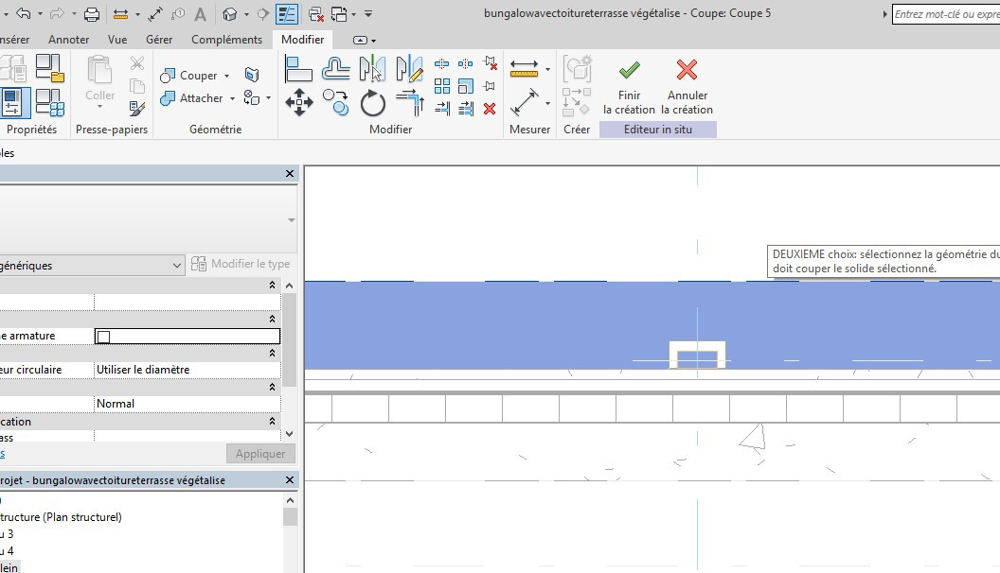 bungalowavectoitureterrasse végétalise - Coupe: Coupe 5
Entrez mot-clé ou expre
nsérer Annoter Vue Gérer Compléments Modifier
Coller
Couper
Attacher
Finir
la création
Annuler
la création
Propriétés Presse-papiers Géométrie Modifier Mesurer Créer Editeur in situ
les
génériques
Modifier le type
e armature
eur circulaire Utiliser le diamètre
Normal
cation
ass
s
Appliquer
rojet - bungalowavectoitureterrasse végétalise
tructure (Plan structurel)
u 3
u 4
lein
DEUXIEME choix: sélectionnez la géométrie du
doit couper le solide sélectionné.